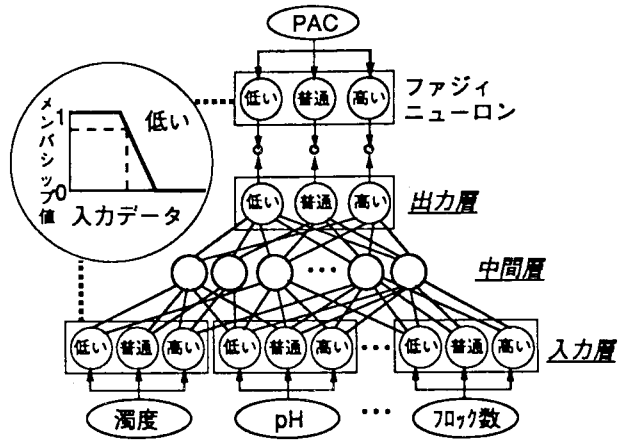 PAC
低い 普通 高い
ファジィ
ニューロン
メンバシップ値
1
0
低い
入力データ
低い 普通 高い
出力層
・・・
中間層
低い 普通 高い 低い 普通 高い ・・・ 低い 普通 高い
入力層
濁度 pH ・・・ フロック数